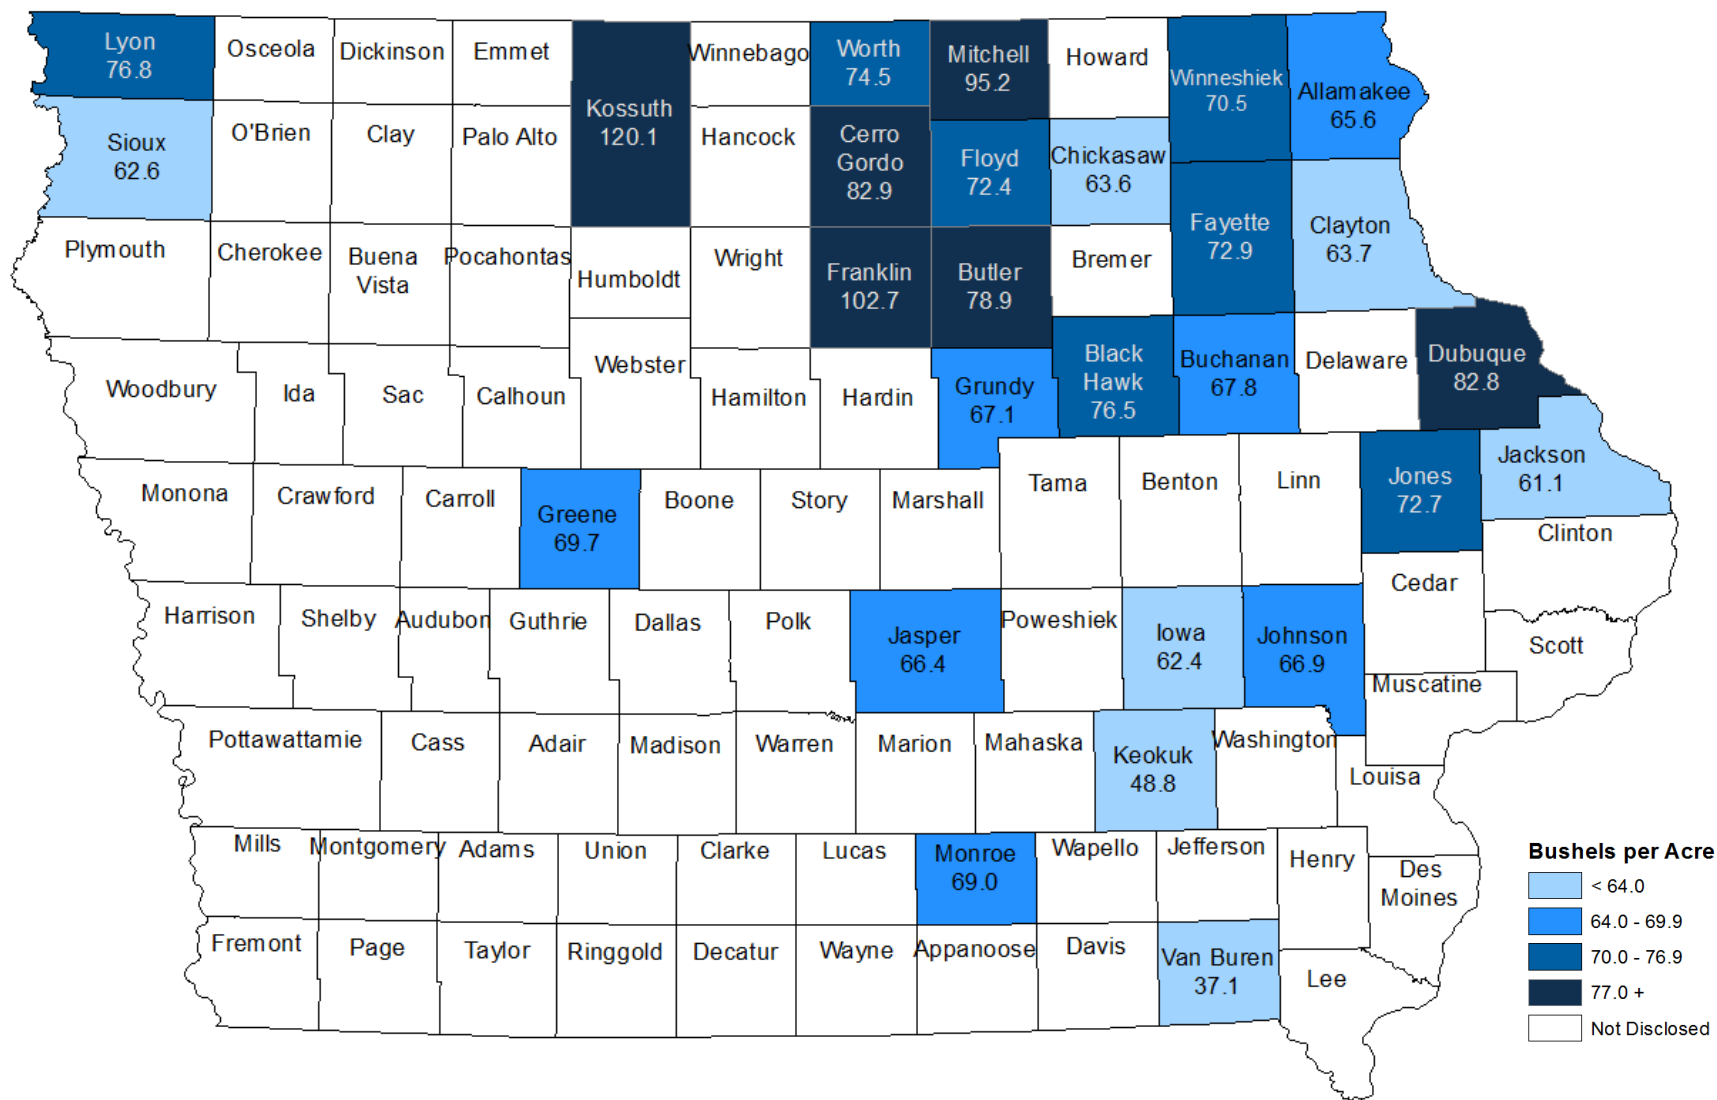 Lyon
76.8
Osceola
Dickinson
Emmet
Kossuth
120.1
Winnebago
Worth
74.5
Mitchell
95.2
Howard
Winneshiek
70.5
Allamakee
65.6
Sioux
62.6
O'Brien
Clay
Palo Alto
Hancock
Cerro
Gordo
82.9
Floyd
72.4
Chickasaw
63.6
Fayette
72.9
Clayton
63.7
Plymouth
Cherokee
Buena
Vista
Pocahontas
Humboldt
Wright
Franklin
102.7
Butler
78.9
Bremer
Woodbury
Ida
Sac
Calhoun
Webster
Hamilton
Hardin
Grundy
67.1
Black
Hawk
76.5
Buchanan
67.8
Delaware
Dubuque
82.8
Monona
Crawford
Carroll
Greene
69.7
Boone
Story
Marshall
Tama
Benton
Linn
Jones
72.7
Jackson
61.1
Clinton
Cedar
Harrison
Shelby
Audubon
Guthrie
Dallas
Polk
Jasper
66.4
Poweshiek
Iowa
62.4
Johnson
66.9
Scott
Muscatine
Pottawattamie
Cass
Adair
Madison
Warren
Marion
Mahaska
Keokuk
48.8
Washington
Louisa
Mills
Montgomery
Adams
Union
Clarke
Lucas
Monroe
69.0
Wapello
Jefferson
Henry
Des
Moines
Fremont
Page
Taylor
Ringgold
Decatur
Wayne
Appanoose
Davis
Van Buren
37.1
Lee
Bushels per Acre
< 64.0
64.0 - 69.9
70.0 - 76.9
77.0 +
Not Disclosed